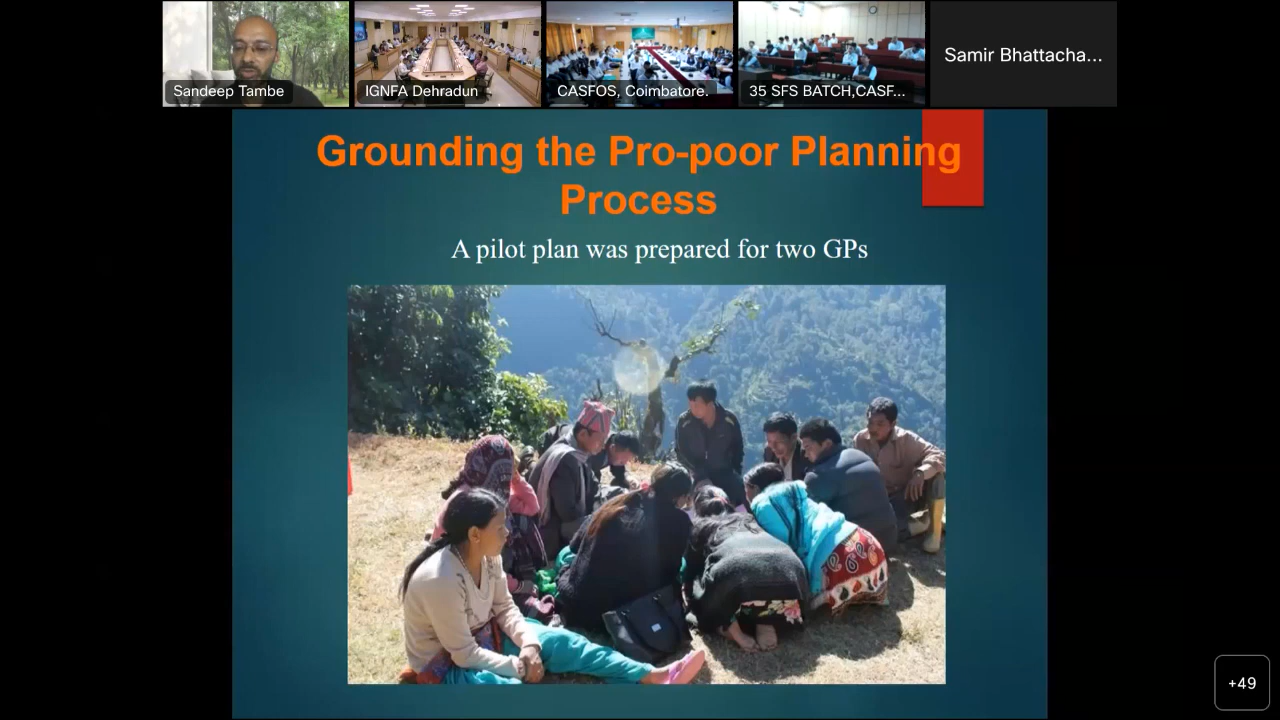 Sandeep Tambe
IGNFA Dehradun
CASFOS, Coimbatore.
35 SFS BATCH,CASF...
Samir Bhattacha...
Grounding the Pro-poor Planning
Process
A pilot plan was prepared for two GPs
+49